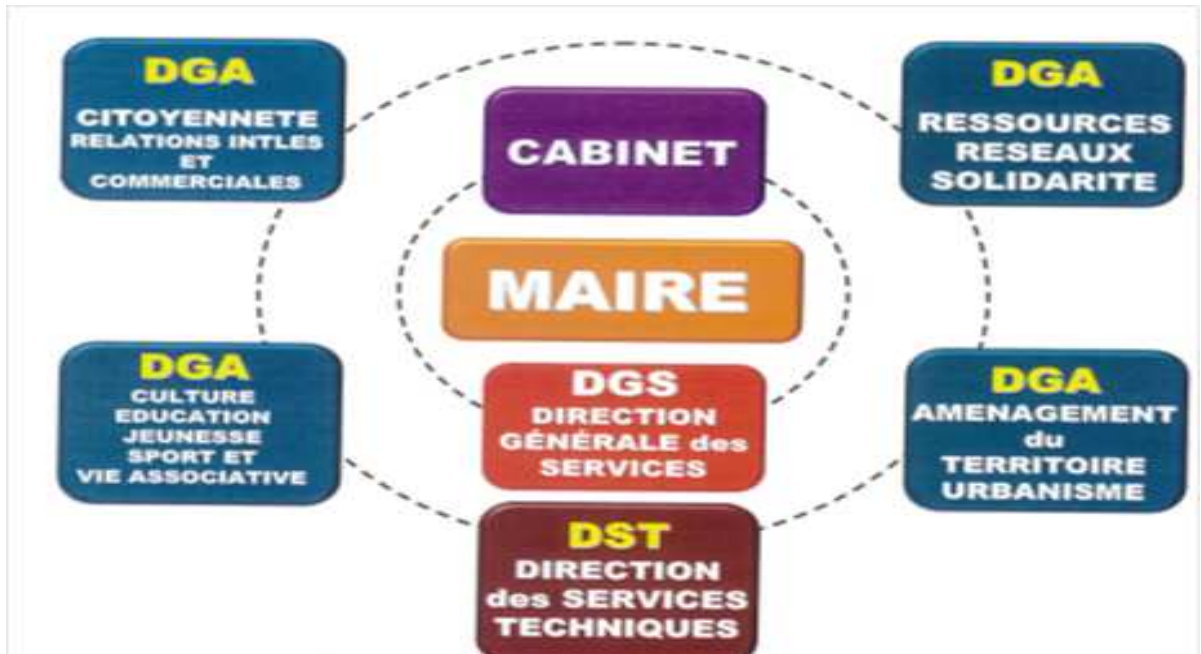 DGA
CITOYENNETE
RELATIONS INTLES
ET
COMMERCIALES
CABINET
DGA
RESSOURCES
RESEAUX
SOLIDARITE
MAIRE
DGA
CULTURE
EDUCATION
JEUNESSE
SPORT ET
VIE ASSOCIATIVE
DGS
DIRECTION
GÉNÉRALE des
SERVICES
DGA
AMENAGEMENT
du
TERRITOIRE
URBANISME
DST
DIRECTION
des SERVICES
TECHNIQUES